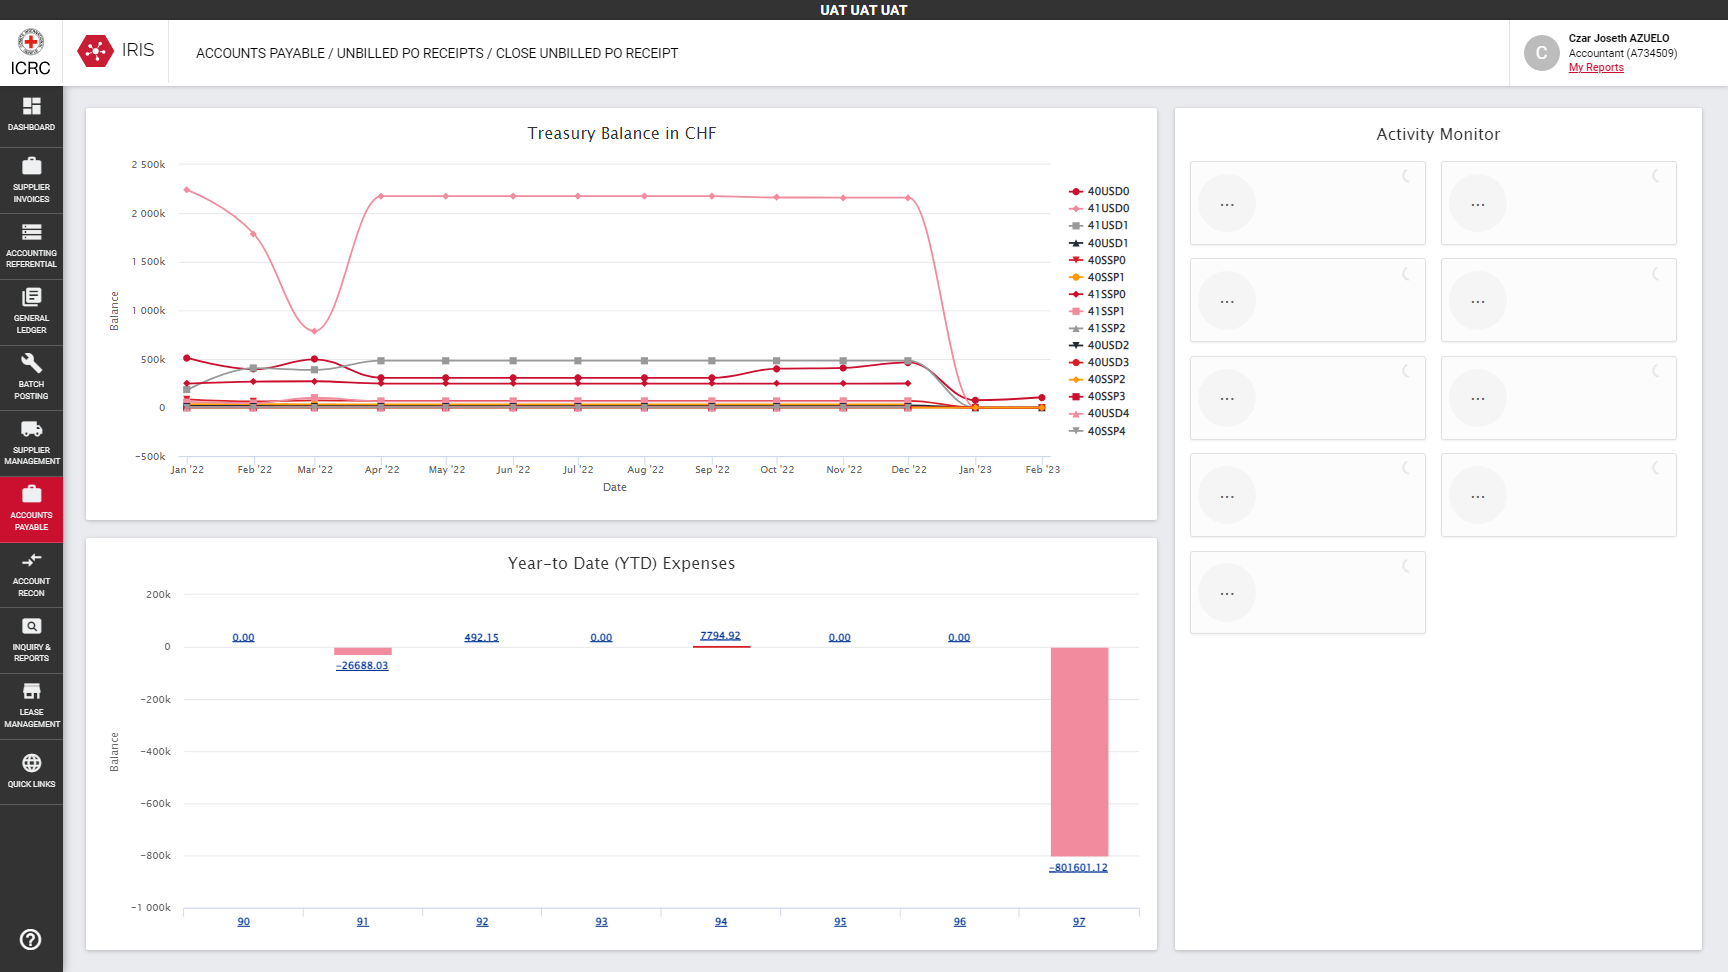 UAT UAT UAT
ICRC
IRIS
ACCOUNTS PAYABLE / UNBILLED PO RECEIPTS / CLOSE UNBILLED PO RECEIPT
C
Czar Joseth AZUELO
Accountant (A734509)
My Reports
DASHBOARD
SUPPLIER
INVOICES
ACCOUNTING
REFERENTIAL
GENERAL
LEDGER
BATCH
POSTING
SUPPLIER
MANAGEMENT
ACCOUNTS
PAYABLE
ACCOUNT
RECON
INQUIRY &
REPORTS
LEASE
MANAGEMENT
QUICK LINKS
Treasury Balance in CHF
2 500k
2 000k
1 500k
1 000k
500k
0
-500k
Balance
Jan '22
Feb '22
Mar '22
Apr '22
May '22
Jun '22
Jul '22
Aug '22
Sep '22
Oct '22
Nov '22
Dec '22
Jan '23
Feb '23
Date
40USD0
41USD0
41USD1
40USD1
40SSP0
40SSP1
41SSP0
41SSP1
41SSP2
40USD2
40USD3
40SSP2
40SSP3
40USD4
40SSP4
Year-to Date (YTD) Expenses
200k
0
-200k
-400k
-600k
-800k
-1 000k
Balance
0.00
-26688.03
492.15
0.00
7794.92
0.00
0.00
-801601.12
90
91
92
93
94
95
96
97
Activity Monitor
...
...
...
...
...
...
...
...
...